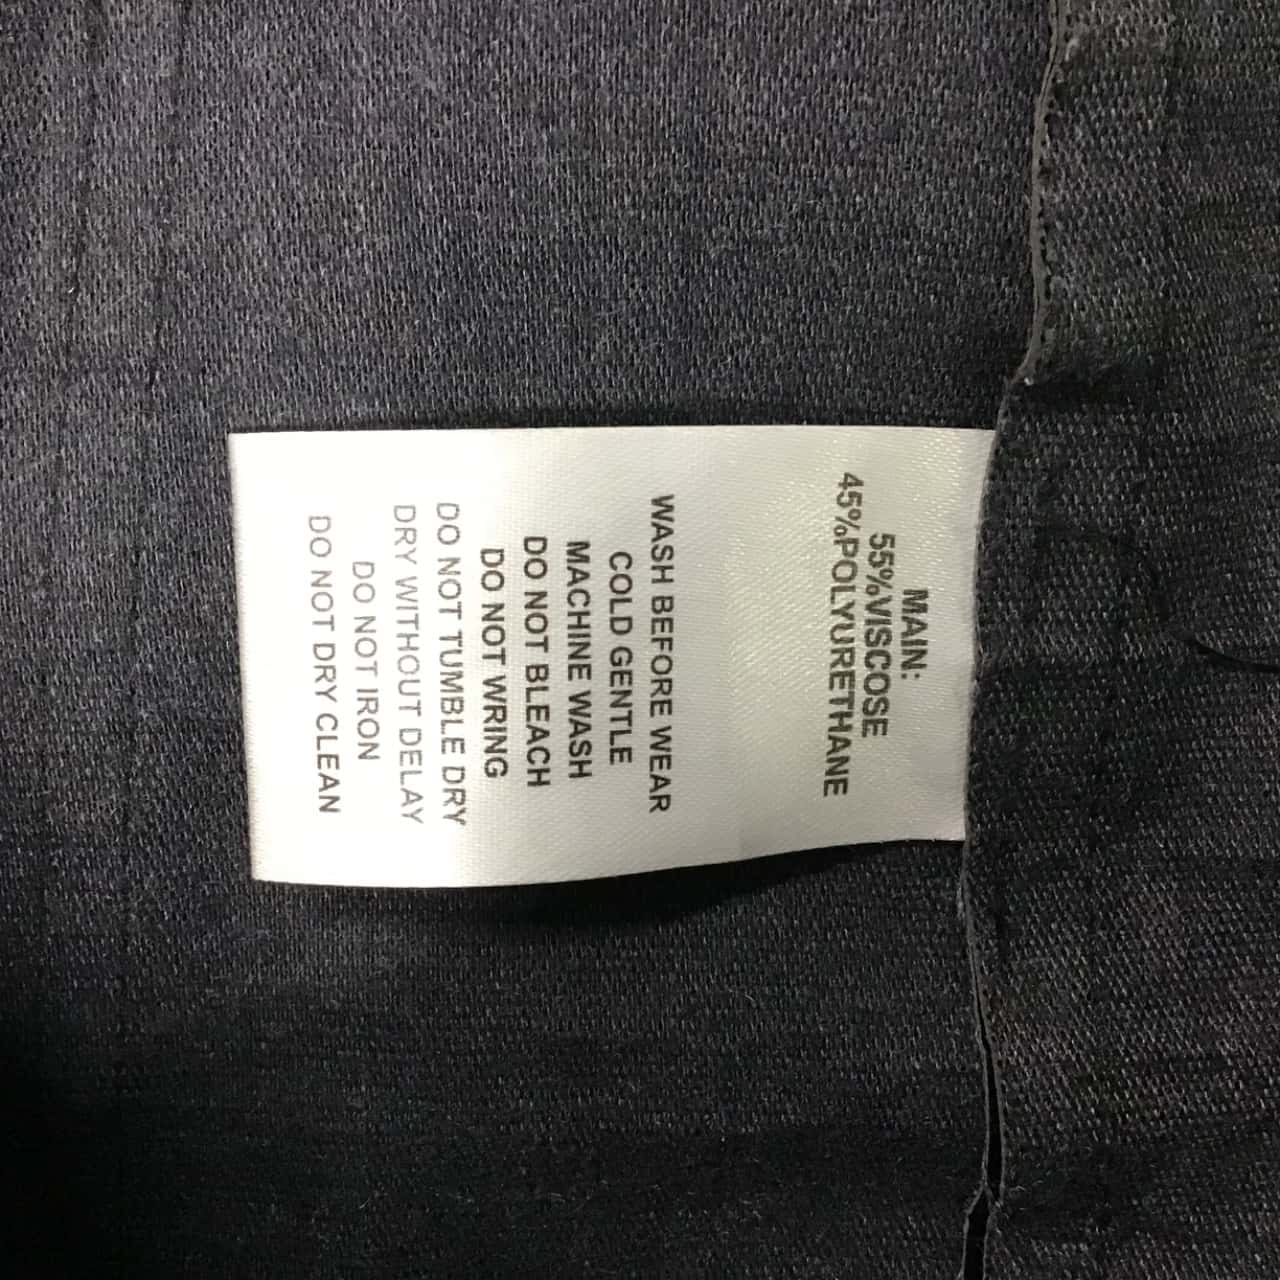 MAIN:
55%VISCOSE
45%POLYURETHANE
WASH BEFORE WEAR
COLD GENTLE
MACHINE WASH
DO NOT BLEACH
DO NOT WRING
DO NOT TUMBLE DRY
DRY WITHOUT DELAY
DO NOT IRON
DO NOT DRY CLEAN